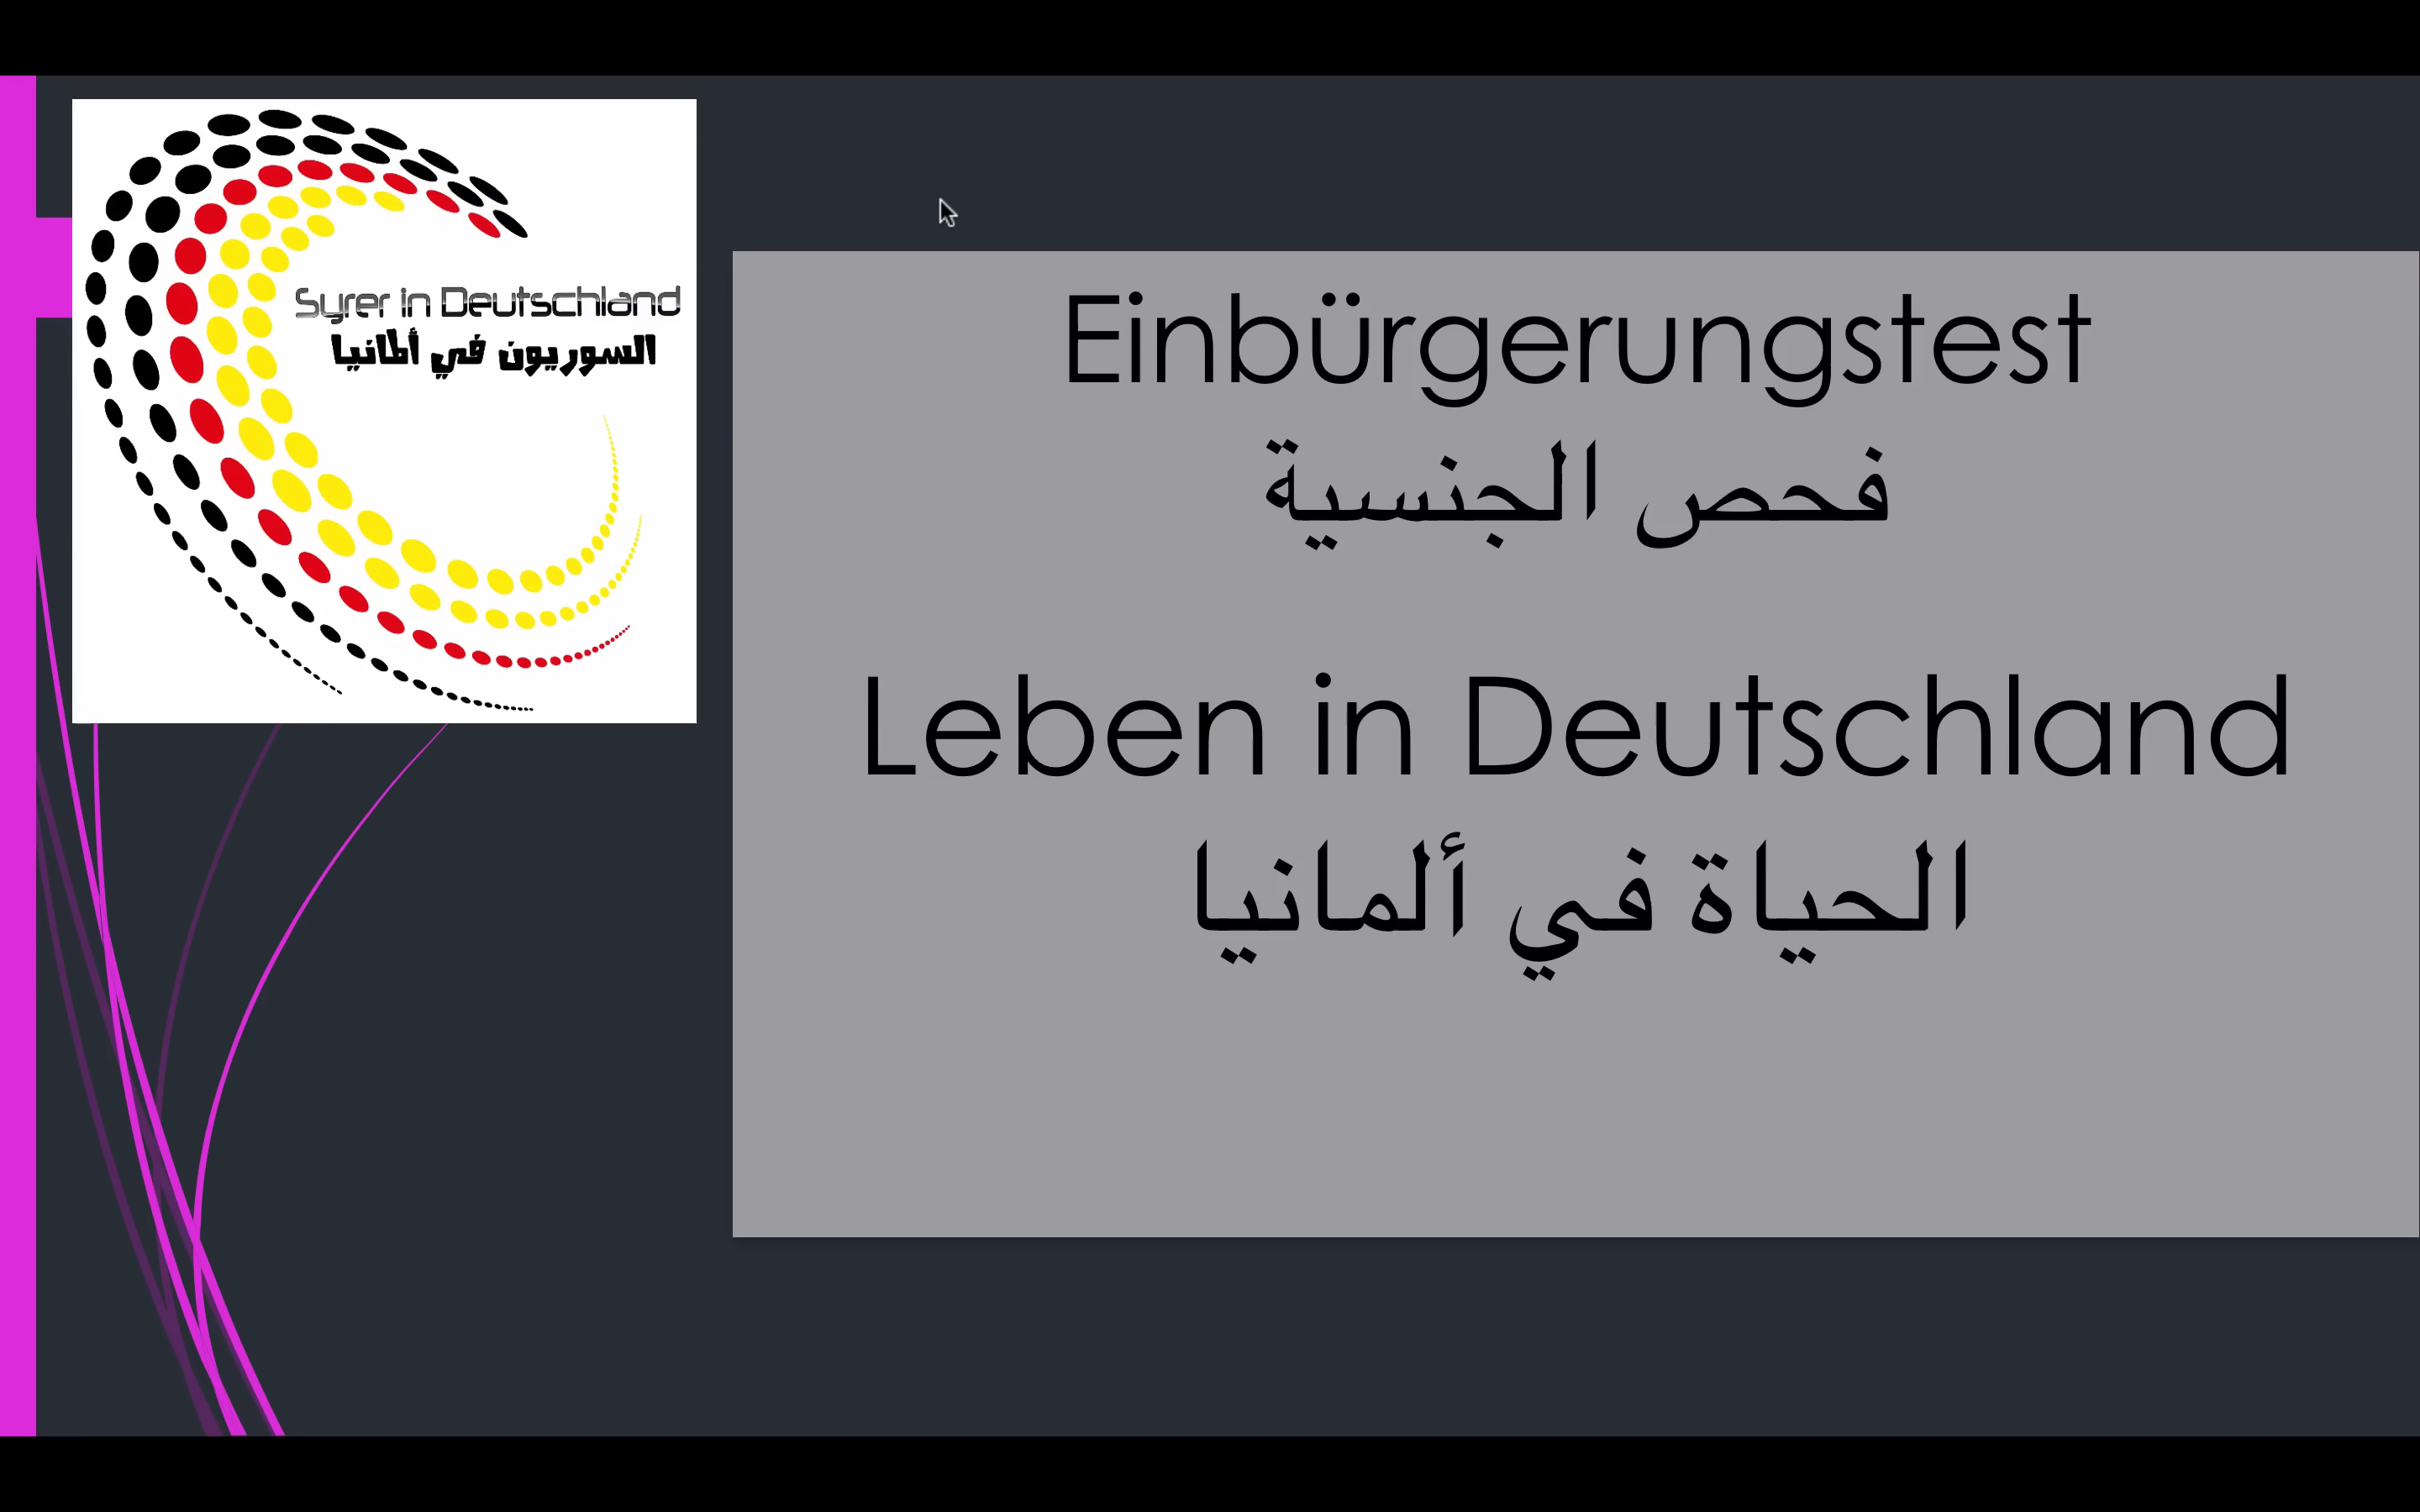 Syrer in Deutschland
السوريون في ألمانيا
Einbürgerungstest
فحص الجنسية
Leben in Deutschland
الحياة في ألمانيا